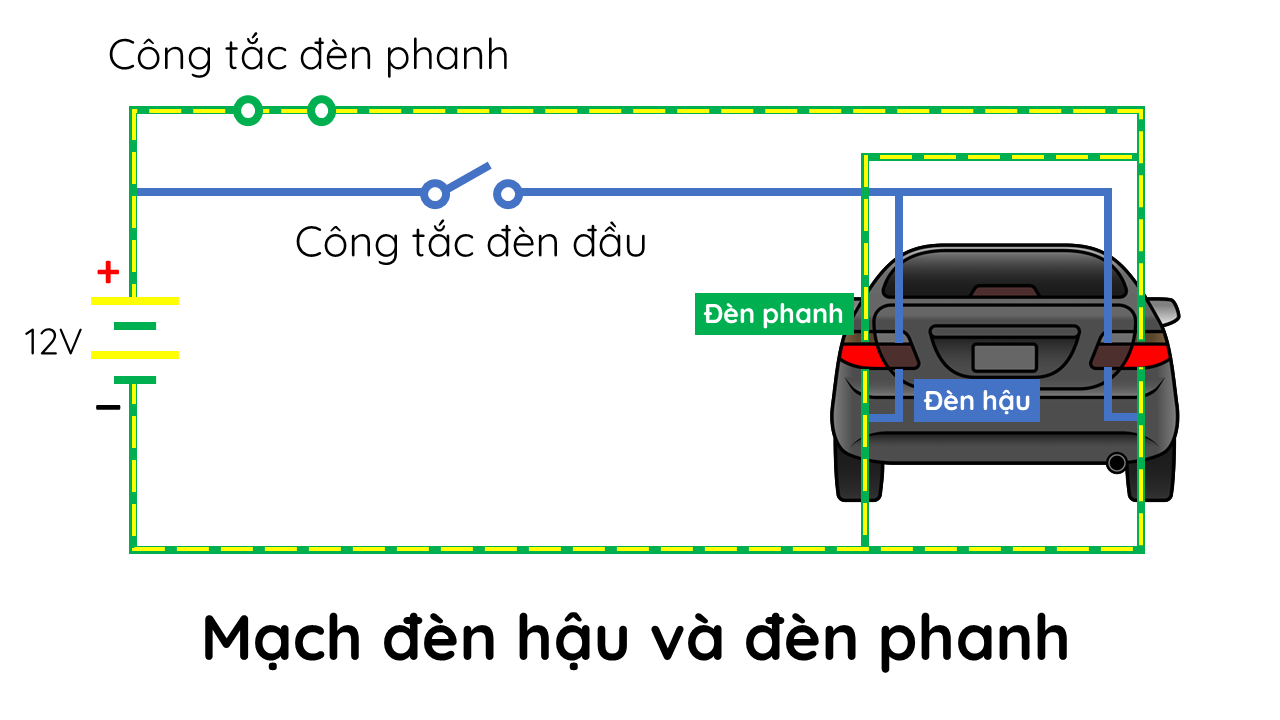 Công tắc đèn phanh
Công tắc đèn đầu
+
12V
−
Đèn phanh
Đèn hậu
Mạch đèn hậu và đèn phanh